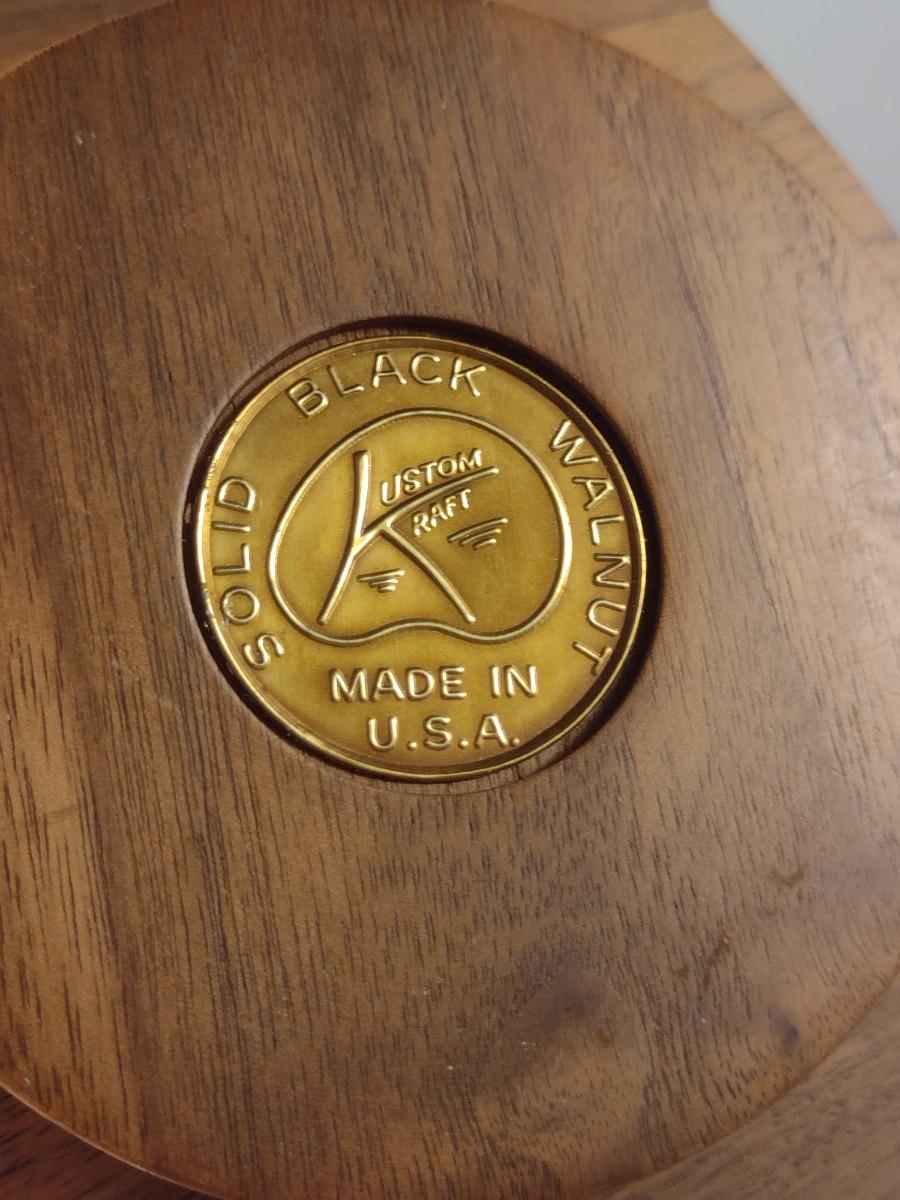 SOLID BLACK WALNUT
KUSTOM
KRAFT
MADE IN
U.S.A.